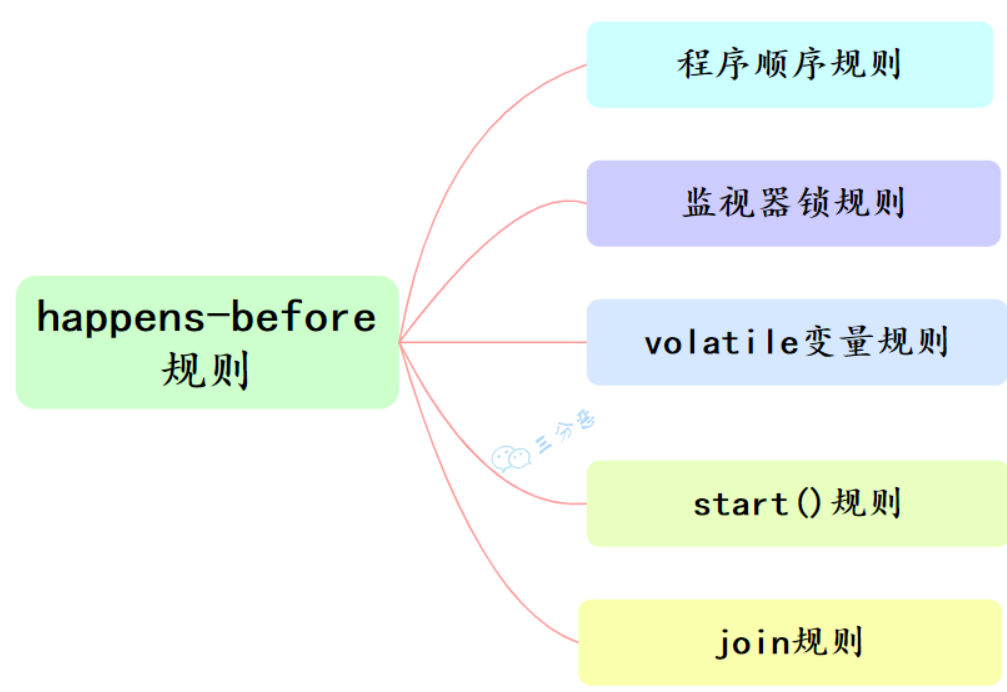 程序顺序规则
监视器锁规则
happens-before
规则
volatile变量规则
三分恶
start()规则
join规则